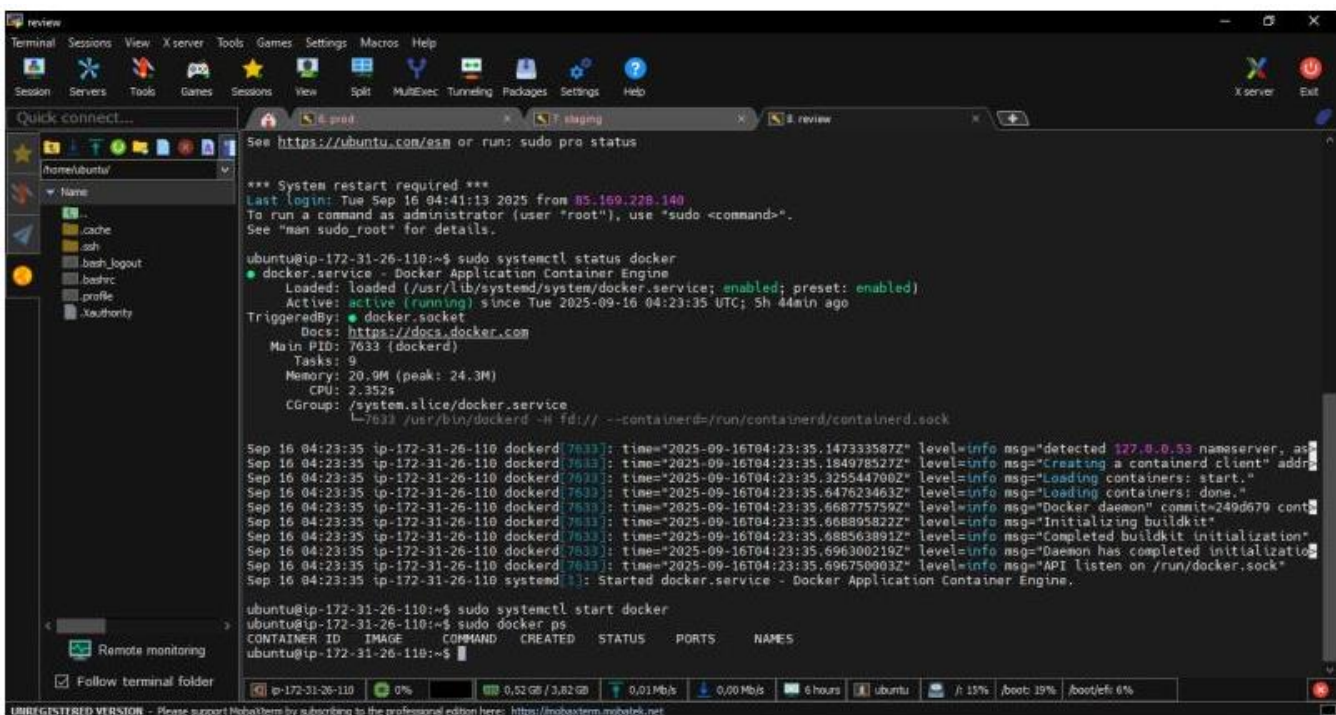 review
Terminal Sessions View X server Tools Games Settings Macros Help
Session Servers Tools Games Sessions View Split MultiExec Tunneling Packages Settings Help X server Exit
Quick connect...
6. prod 7. staging 8. review
/home/ubuntu/
Name
..
.cache
.ssh
.bash_logout
.bashrc
.profile
.Xauthority
See https://ubuntu.com/esm or run: sudo pro status
*** System restart required ***
Last login: Tue Sep 16 04:41:13 2025 from 85.169.228.140
To run a command as administrator (user "root"), use "sudo <command>".
See "man sudo_root" for details.
ubuntu@ip-172-31-26-110:~$ sudo systemctl status docker
● docker.service - Docker Application Container Engine
Loaded: loaded (/usr/lib/systemd/system/docker.service; enabled; preset: enabled)
Active: active (running) since Tue 2025-09-16 04:23:35 UTC; 5h 44min ago
TriggeredBy: ● docker.socket
Docs: https://docs.docker.com
Main PID: 7633 (dockerd)
Tasks: 9
Memory: 20.9M (peak: 24.3M)
CPU: 2.352s
CGroup: /system.slice/docker.service
└─7633 /usr/bin/dockerd -H fd:// --containerd=/run/containerd/containerd.sock
Sep 16 04:23:35 ip-172-31-26-110 dockerd[7633]: time="2025-09-16T04:23:35.147333587Z" level=info msg="detected 127.0.0.53 nameserver, as>
Sep 16 04:23:35 ip-172-31-26-110 dockerd[7633]: time="2025-09-16T04:23:35.184978527Z" level=info msg="Creating a containerd client" addr>
Sep 16 04:23:35 ip-172-31-26-110 dockerd[7633]: time="2025-09-16T04:23:35.325544700Z" level=info msg="Loading containers: start."
Sep 16 04:23:35 ip-172-31-26-110 dockerd[7633]: time="2025-09-16T04:23:35.647623463Z" level=info msg="Loading containers: done."
Sep 16 04:23:35 ip-172-31-26-110 dockerd[7633]: time="2025-09-16T04:23:35.668775759Z" level=info msg="Docker daemon" commit=249d679 cont>
Sep 16 04:23:35 ip-172-31-26-110 dockerd[7633]: time="2025-09-16T04:23:35.668895822Z" level=info msg="Initializing buildkit"
Sep 16 04:23:35 ip-172-31-26-110 dockerd[7633]: time="2025-09-16T04:23:35.688563891Z" level=info msg="Completed buildkit initialization"
Sep 16 04:23:35 ip-172-31-26-110 dockerd[7633]: time="2025-09-16T04:23:35.696300219Z" level=info msg="Daemon has completed initializatio>
Sep 16 04:23:35 ip-172-31-26-110 dockerd[7633]: time="2025-09-16T04:23:35.696750003Z" level=info msg="API listen on /run/docker.sock"
Sep 16 04:23:35 ip-172-31-26-110 systemd[1]: Started docker.service - Docker Application Container Engine.
ubuntu@ip-172-31-26-110:~$ sudo systemctl start docker
ubuntu@ip-172-31-26-110:~$ sudo docker ps
CONTAINER ID IMAGE COMMAND CREATED STATUS PORTS NAMES
ubuntu@ip-172-31-26-110:~$
Remote monitoring
Follow terminal folder
ip-172-31-26-110 0% 0,52 GB / 3,82 GB 0,01 Mb/s 0,00 Mb/s 6 hours ubuntu /: 15% /boot: 19% /boot/efi: 6%
UNREGISTERED VERSION - Please support MobaXterm by subscribing to the professional edition here: https://mobaxterm.mobatek.net